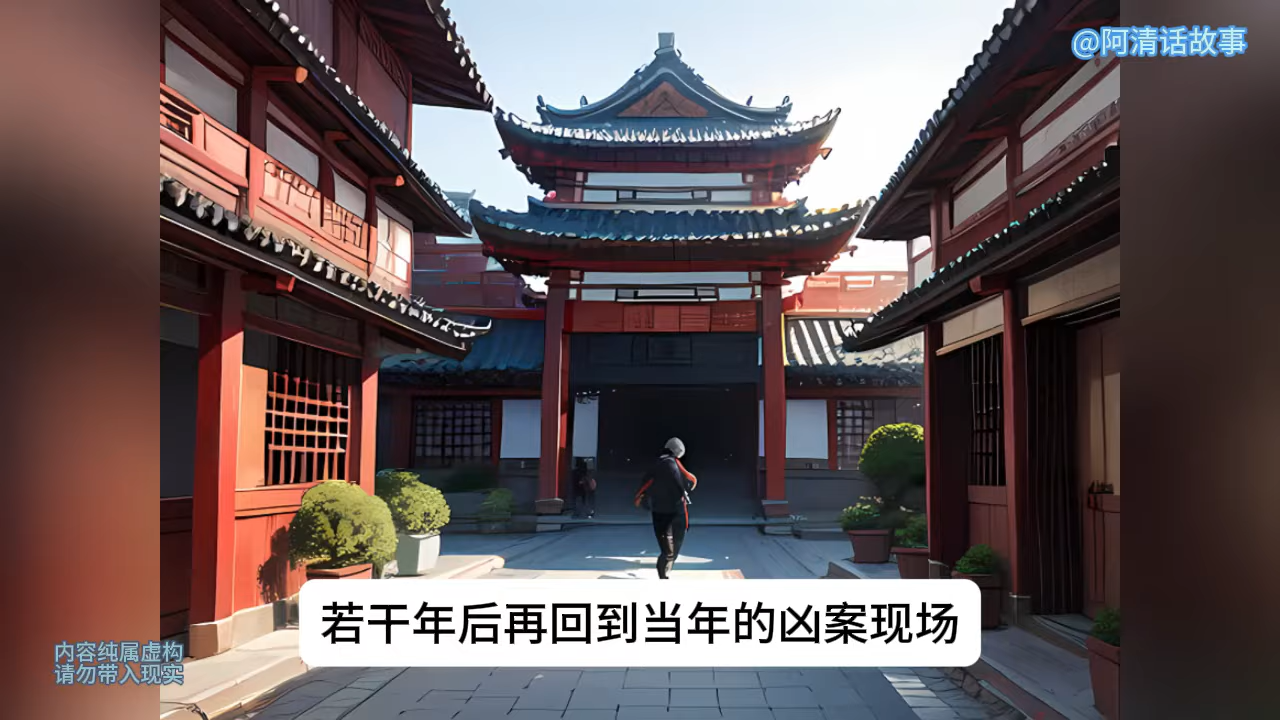 @阿清话故事
若干年后再回到当年的凶案现场
内容纯属虚构
请勿带入现实